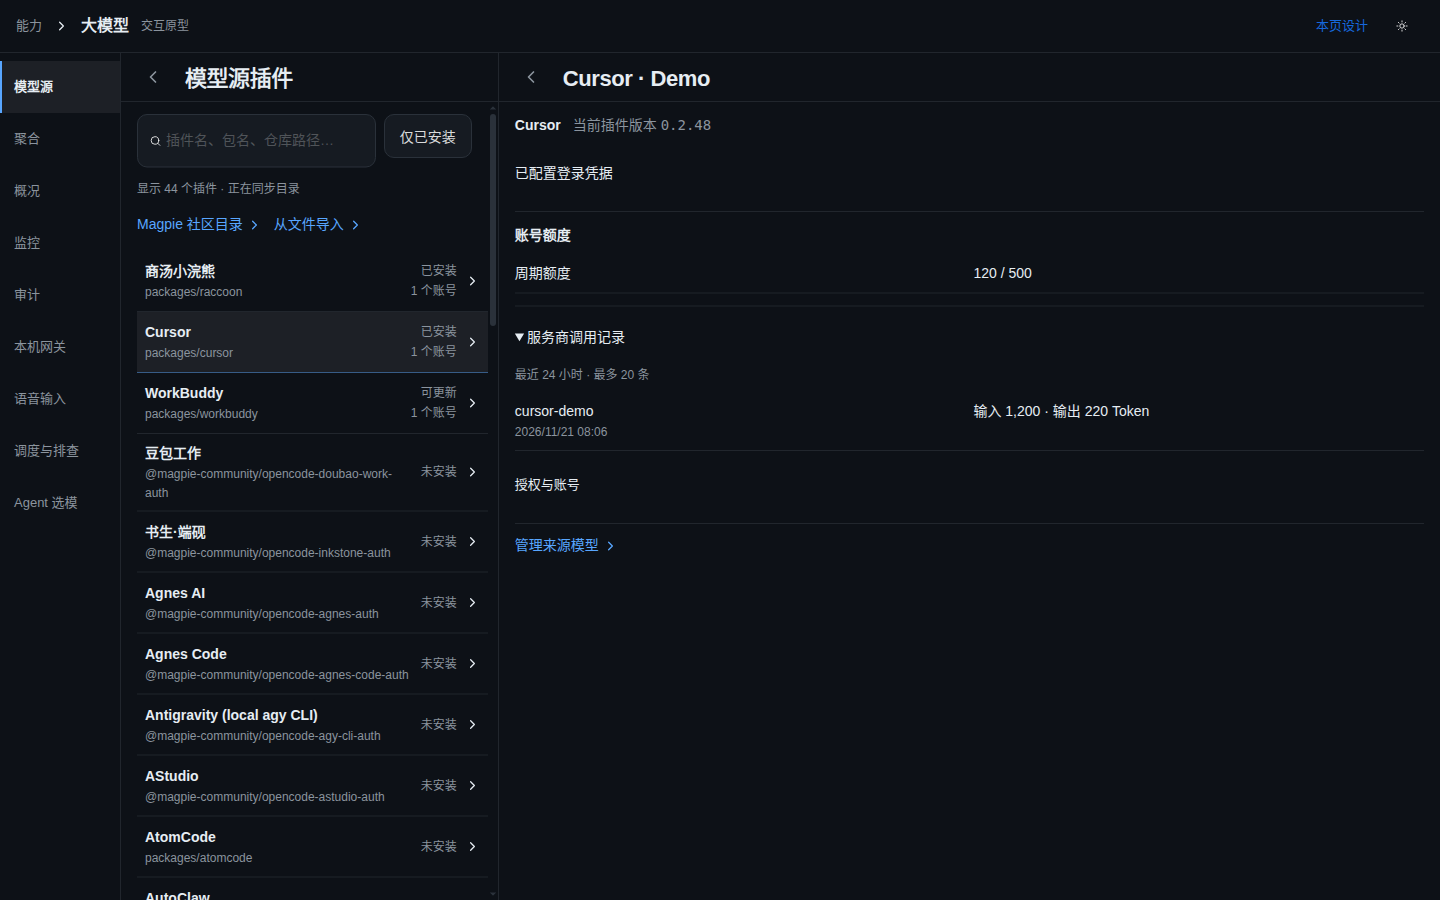 能力
大模型 交互原型
本页设计
模型源
聚合
概况
监控
审计
本机网关
语音输入
调度与排查
Agent 选模
模型源插件
插件名、包名、仓库路径…
仅已安装
显示 44 个插件 · 正在同步目录
Magpie 社区目录
从文件导入
商汤小浣熊
packages/raccoon
已安装
1 个账号
Cursor
packages/cursor
已安装
1 个账号
WorkBuddy
packages/workbuddy
可更新
1 个账号
豆包工作
@magpie-community/opencode-doubao-work-
auth
未安装
书生·端砚
@magpie-community/opencode-inkstone-auth
未安装
Agnes AI
@magpie-community/opencode-agnes-auth
未安装
Agnes Code
@magpie-community/opencode-agnes-code-auth
未安装
Antigravity (local agy CLI)
@magpie-community/opencode-agy-cli-auth
未安装
AStudio
@magpie-community/opencode-astudio-auth
未安装
AtomCode
packages/atomcode
未安装
AutoClaw
Cursor · Demo
Cursor 当前插件版本 0.2.48
已配置登录凭据
账号额度
周期额度 120 / 500
服务商调用记录
最近 24 小时 · 最多 20 条
cursor-demo 输入 1,200 · 输出 220 Token
2026/11/21 08:06
授权与账号
管理来源模型